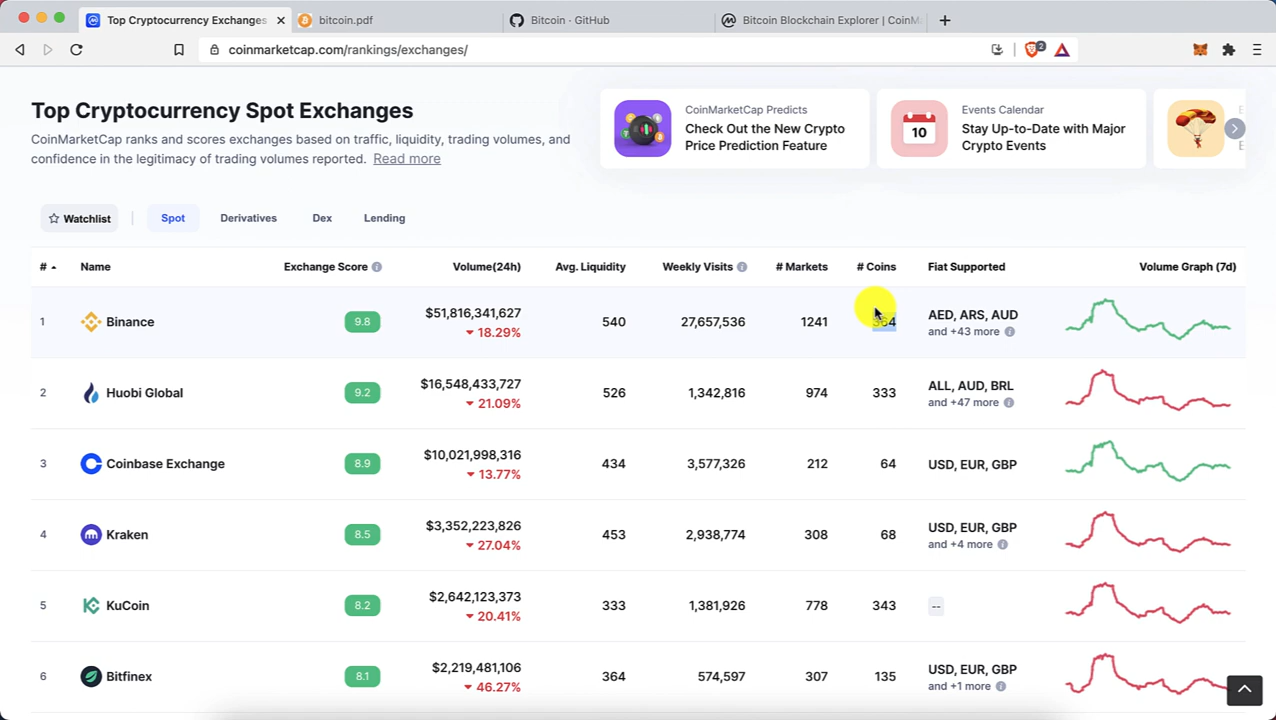 Top Cryptocurrency Exchanges
bitcoin.pdf
Bitcoin · GitHub
Bitcoin Blockchain Explorer | CoinM
coinmarketcap.com/rankings/exchanges/
2
Top Cryptocurrency Spot Exchanges
CoinMarketCap ranks and scores exchanges based on traffic, liquidity, trading volumes, and
confidence in the legitimacy of trading volumes reported. Read more
CoinMarketCap Predicts
Check Out the New Crypto
Price Prediction Feature
10
Events Calendar
Stay Up-to-Date with Major
Crypto Events
Watchlist Spot Derivatives Dex Lending
# Name Exchange Score Volume(24h) Avg. Liquidity Weekly Visits # Markets # Coins Fiat Supported Volume Graph (7d)
1 Binance 9.8 $51,816,341,627 540 27,657,536 1241 364 AED, ARS, AUD
18.29% and +43 more
2 Huobi Global 9.2 $16,548,433,727 526 1,342,816 974 333 ALL, AUD, BRL
21.09% and +47 more
3 Coinbase Exchange 8.9 $10,021,998,316 434 3,577,326 212 64 USD, EUR, GBP
13.77%
4 Kraken 8.5 $3,352,223,826 453 2,938,774 308 68 USD, EUR, GBP
27.04% and +4 more
5 KuCoin 8.2 $2,642,123,373 333 1,381,926 778 343 --
20.41%
6 Bitfinex 8.1 $2,219,481,106 364 574,597 307 135 USD, EUR, GBP
46.27% and +1 more